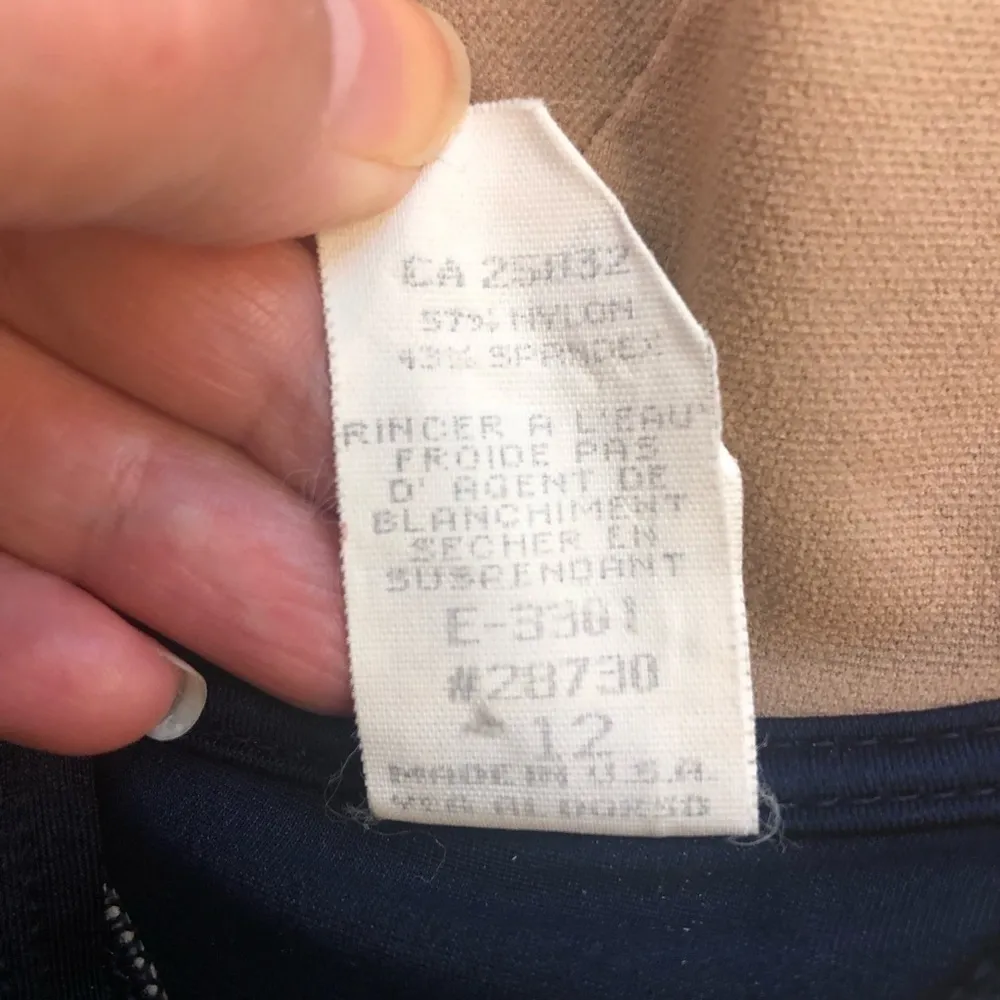 CA 25032
57% NYLON
43% SPANDEX
RINCER A L'EAU
FROIDE PAS
D' AGENT DE
BLANCHIMENT
SECHER EN
SUSPENDANT
E-3301
#28730
12
MADE IN U.S.A.